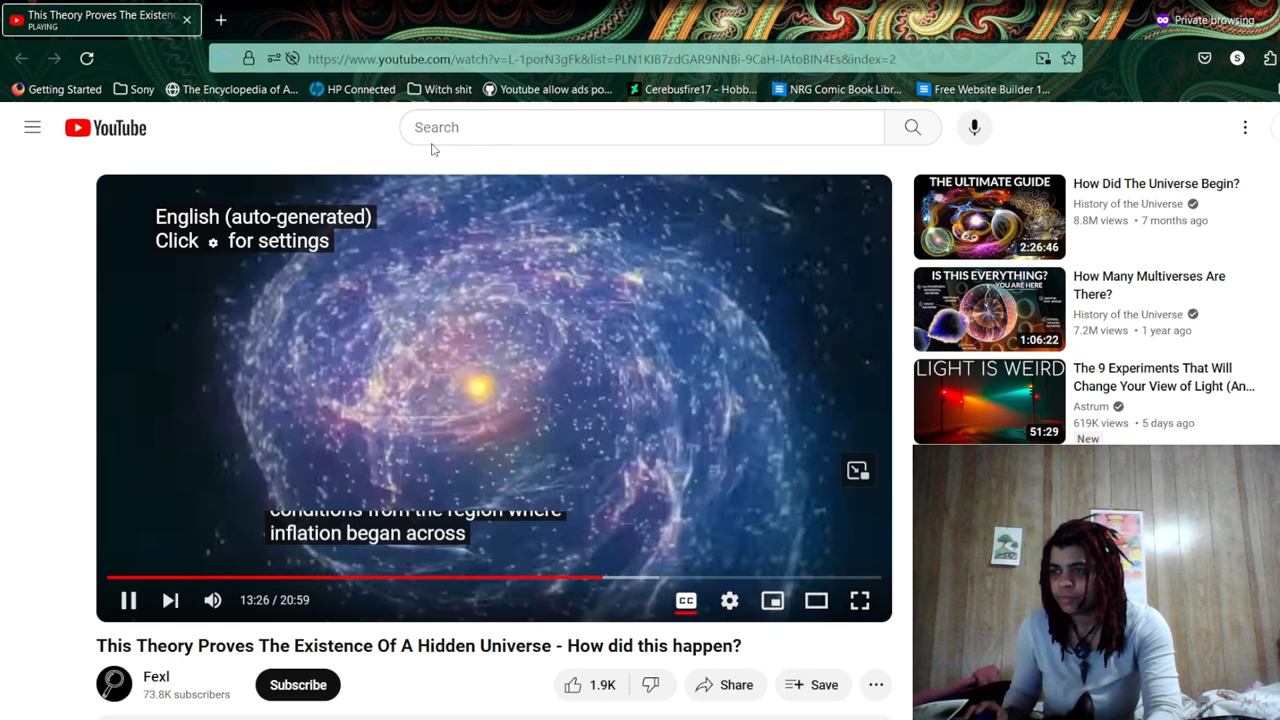 This Theory Proves The Existenc
PLAYING
Private browsing
https://www.youtube.com/watch?v=L-1porN3gFk&list=PLN1KIB7zdGAR9NNBi-9CaH-IAtoBIN4Es&index=2
Getting Started
Sony
The Encyclopedia of A...
HP Connected
Witch shit
Youtube allow ads po...
Cerebusfire17 - Hobb...
NRG Comic Book Libr...
Free Website Builder 1...
YouTube
Search
English (auto-generated)
Click for settings
conditions from the region where
inflation began across
13:26 / 20:59
CC
This Theory Proves The Existence Of A Hidden Universe - How did this happen?
Fexl
73.8K subscribers
Subscribe
1.9K
Share
Save
THE ULTIMATE GUIDE
2:26:46
How Did The Universe Begin?
History of the Universe
8.8M views • 7 months ago
IS THIS EVERYTHING?
YOU ARE HERE
1:06:22
How Many Multiverses Are
There?
History of the Universe
7.2M views • 1 year ago
LIGHT IS WEIRD
51:29
The 9 Experiments That Will
Change Your View of Light (An...
Astrum
619K views • 5 days ago
New